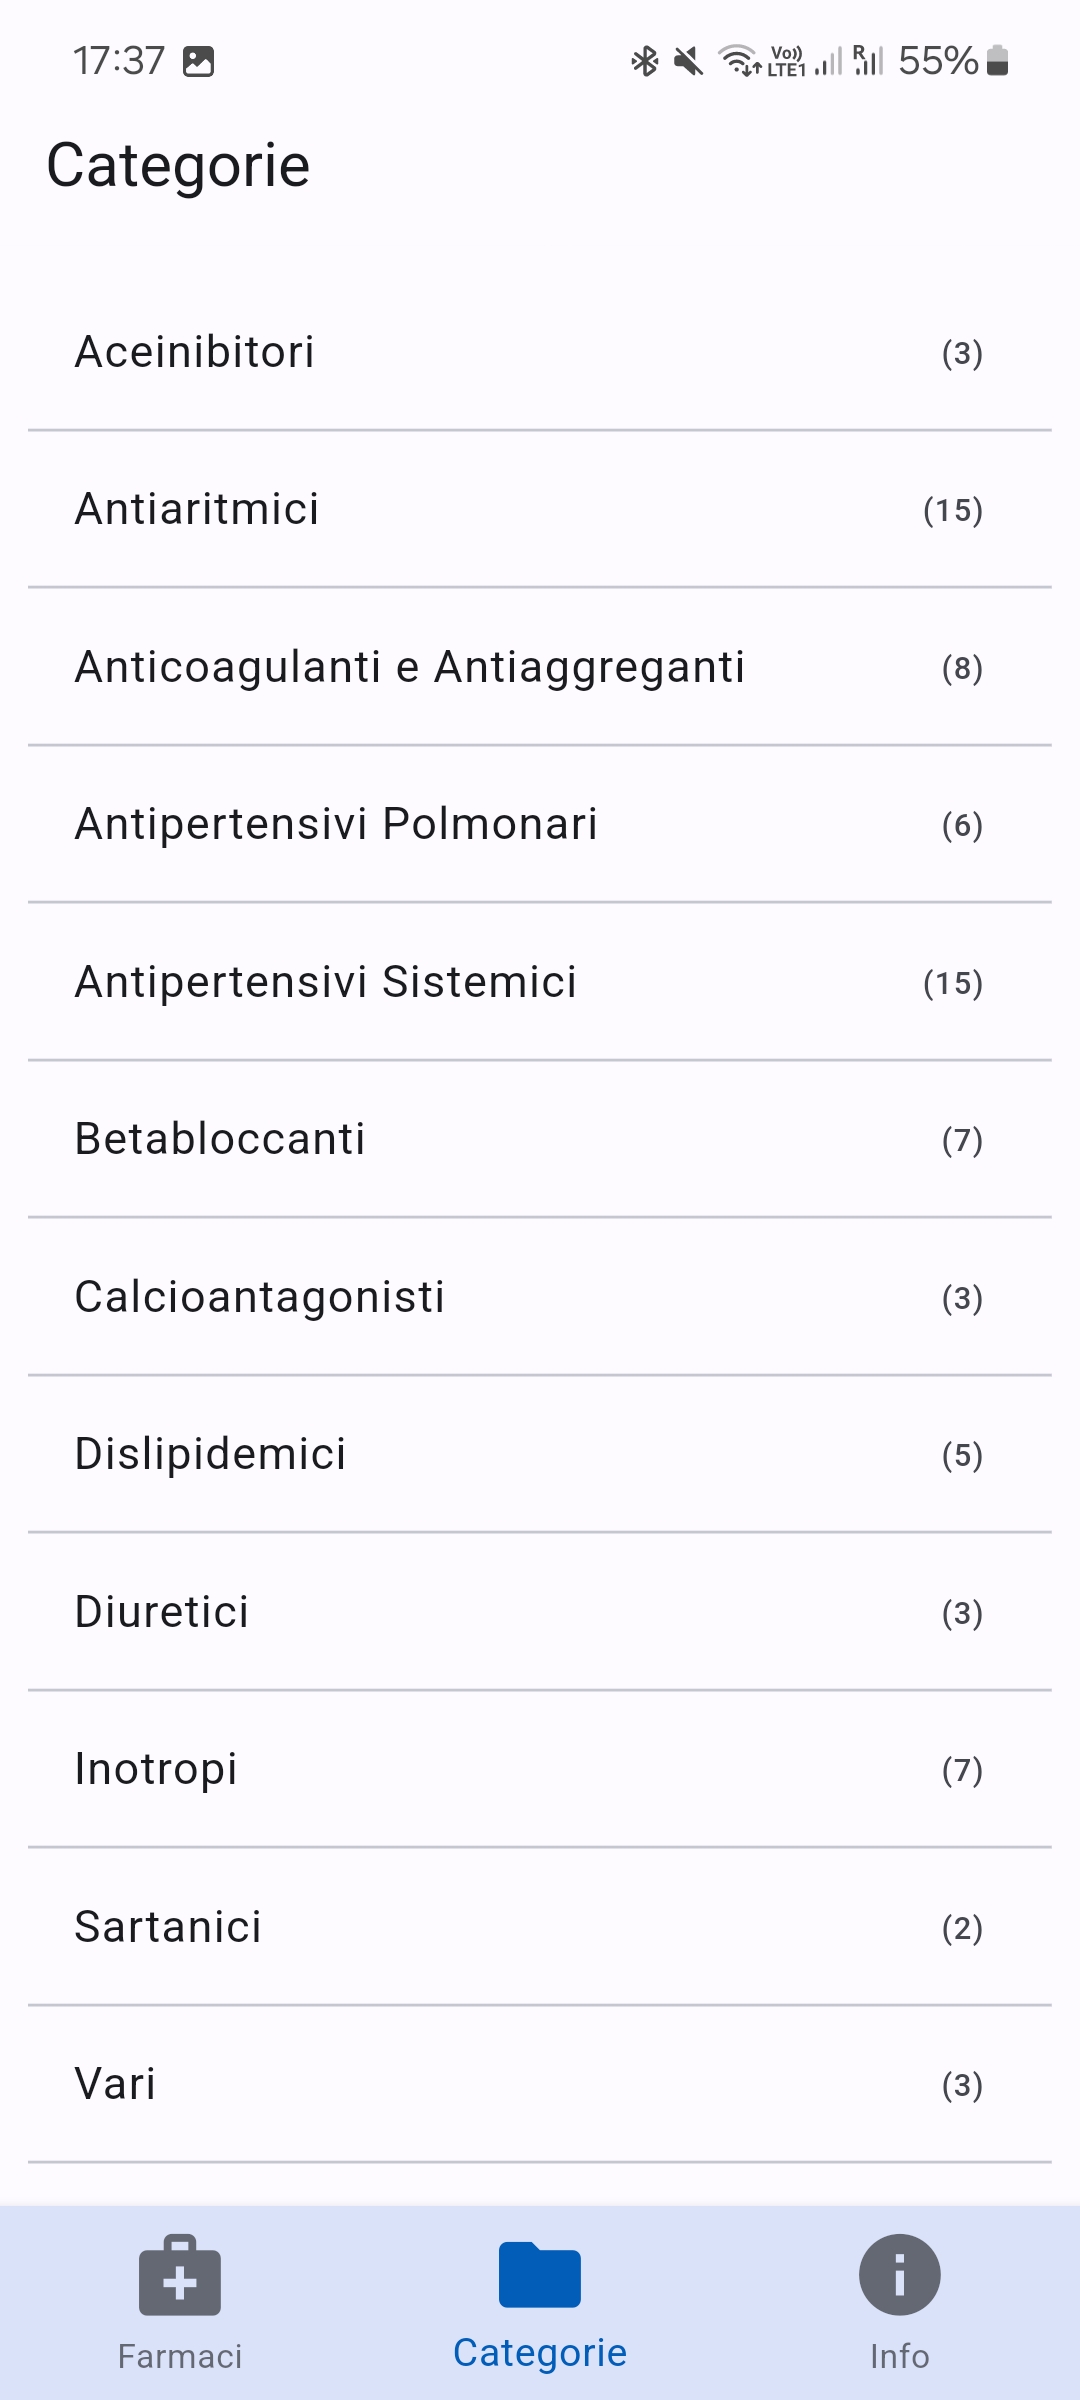 17:37 Vo)) LTE1 R 55%
Categorie
Aceinibitori (3)
Antiaritmici (15)
Anticoagulanti e Antiaggreganti (8)
Antipertensivi Polmonari (6)
Antipertensivi Sistemici (15)
Betabloccanti (7)
Calcioantagonisti (3)
Dislipidemici (5)
Diuretici (3)
Inotropi (7)
Sartanici (2)
Vari (3)
Farmaci Categorie Info